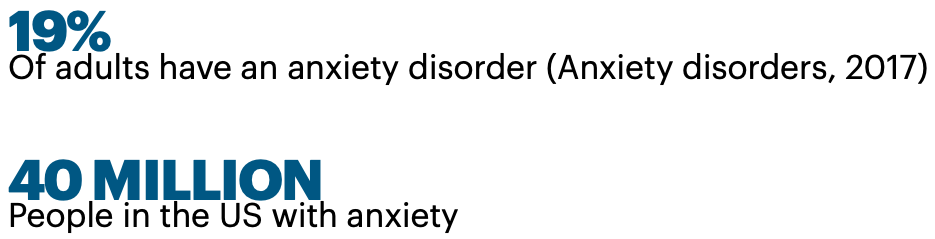 19%
Of adults have an anxiety disorder (Anxiety disorders, 2017)
40 MILLION
People in the US with anxiety